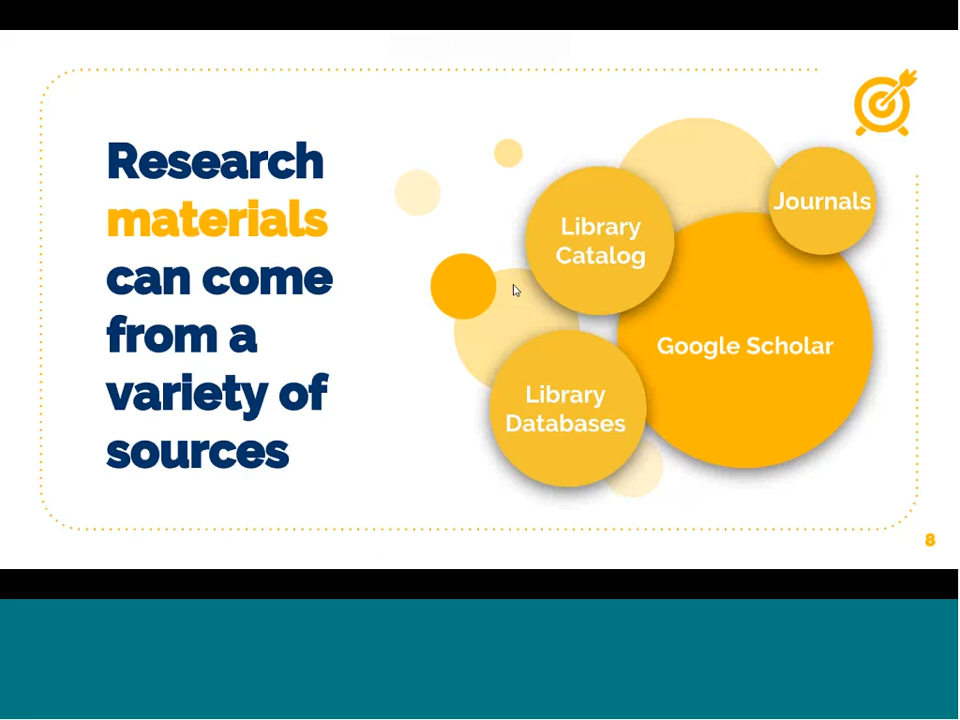 Research
materials
can come
from a
variety of
sources
Library
Catalog
Journals
Google Scholar
Library
Databases
8